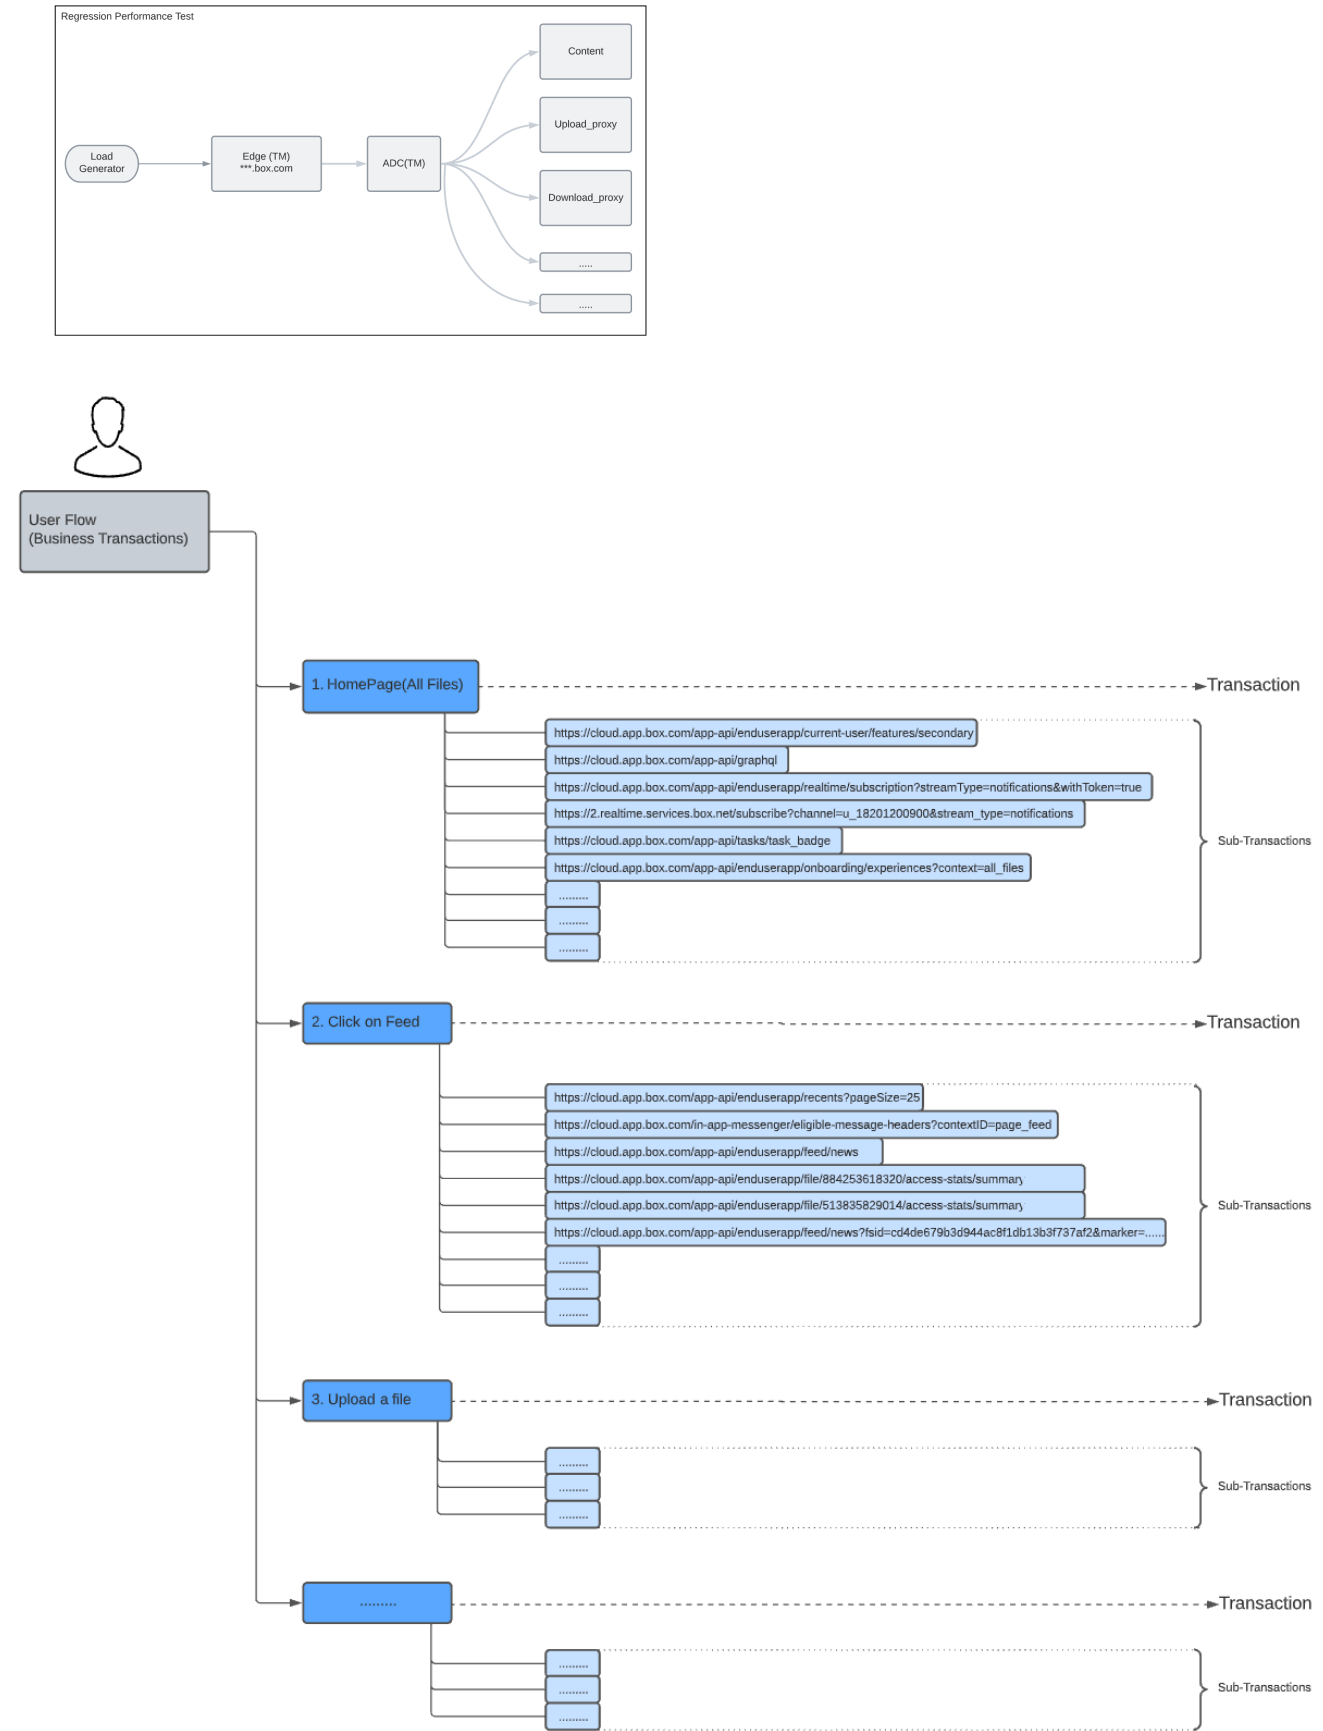 Regression Performance Test
Content
Upload_proxy
Load
Generator
Edge (TM)
***.box.com
ADC(TM)
Download_proxy
.....
.....
User Flow
(Business Transactions)
1. HomePage(All Files)
Transaction
https://cloud.app.box.com/app-api/enduserapp/current-user/features/secondary
https://cloud.app.box.com/app-api/graphql
https://cloud.app.box.com/app-api/enduserapp/realtime/subscription?streamType=notifications&withToken=true
https://2.realtime.services.box.net/subscribe?channel=u_18201200900&stream_type=notifications
https://cloud.app.box.com/app-api/tasks/task_badge
Sub-Transactions
https://cloud.app.box.com/app-api/enduserapp/onboarding/experiences?context=all_files
.........
.........
.........
2. Click on Feed
Transaction
https://cloud.app.box.com/app-api/enduserapp/recents?pageSize=25
https://cloud.app.box.com/in-app-messenger/eligible-message-headers?contextID=page_feed
https://cloud.app.box.com/app-api/enduserapp/feed/news
https://cloud.app.box.com/app-api/enduserapp/file/884253618320/access-stats/summary
https://cloud.app.box.com/app-api/enduserapp/file/513835829014/access-stats/summary
Sub-Transactions
https://cloud.app.box.com/app-api/enduserapp/feed/news?fsid=cd4de679b3d944ac8f1db13b3f737af2&marker=......
.........
.........
.........
3. Upload a file
Transaction
.........
.........
Sub-Transactions
.........
.........
Transaction
.........
.........
Sub-Transactions
.........